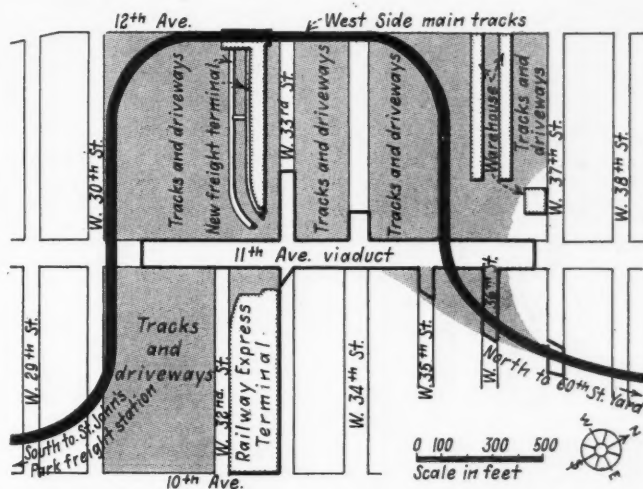 12th Ave.
West Side main tracks
Tracks and driveways
New freight terminal
W. 33rd St.
Tracks and driveways
Tracks and driveways
Warehouse
Tracks and
driveways
W. 30th St.
W. 37th St.
W. 38th St.
11th Ave. viaduct
W. 29th St.
Tracks
and
driveways
W. 32nd. St.
Railway Express
Terminal
W. 34th St.
W. 35th St.
W. 36th St.
North to 60th St. Yard
South to St. John's
Park freight station
10th Ave.
0 100 300 500
Scale in feet
N
E
S
W